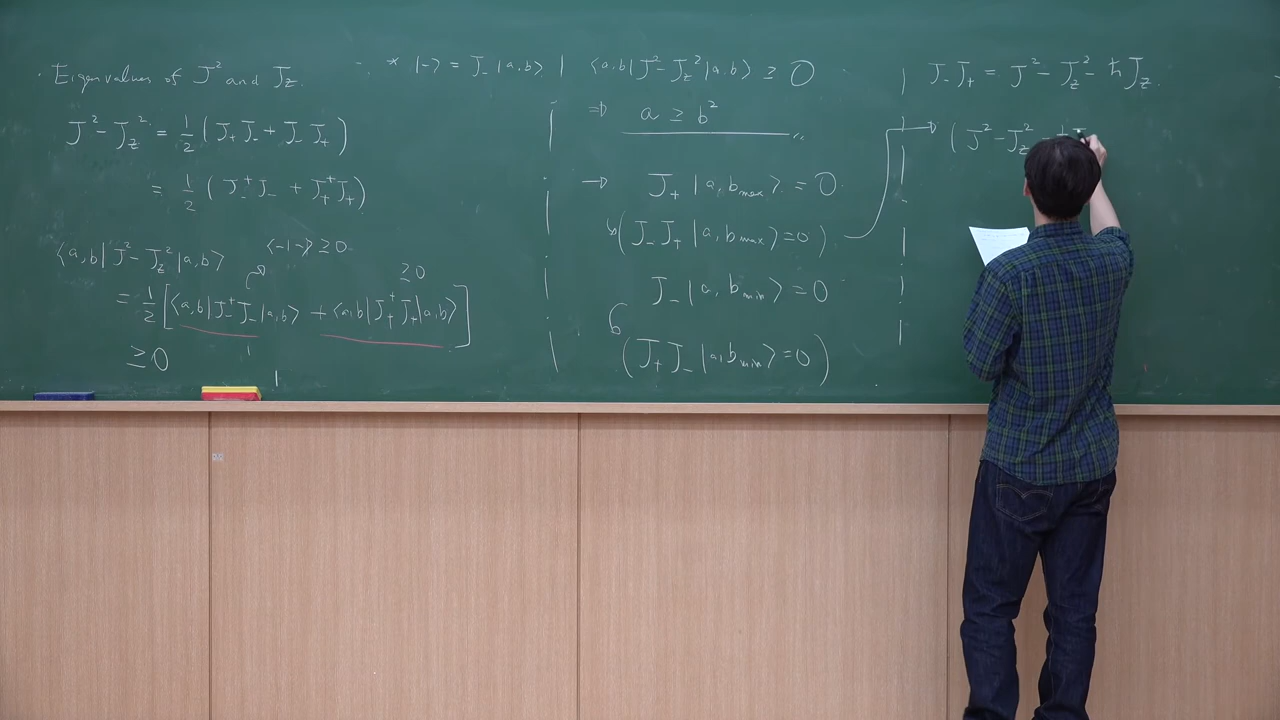 · Eigenvalues of J² and J_z.
J² - J_z² = 1/2 (J₊J₋ + J₋J₊)
= 1/2 (J₋⁺J₋ + J₊⁺J₊)
⟨a,b|J² - J_z²|a,b⟩
⟨-|-⟩ ≥ 0.
≥ 0
= 1/2 [⟨a,b|J₋⁺J₋|a,b⟩ + ⟨a,b|J₊⁺J₊|a,b⟩]
≥ 0
* |-⟩ = J₋|a,b⟩
⟨a,b|J² - J_z²|a,b⟩ ≥ 0
⇒ a ≥ b²
→ J₊|a, b_max⟩ = 0.
(J₋J₊|a, b_max⟩ = 0)
J₋|a, b_min⟩ = 0
(J₊J₋|a, b_min⟩ = 0)
J₋J₊ = J² - J_z² - ℏJ_z.
(J² - J_z² -